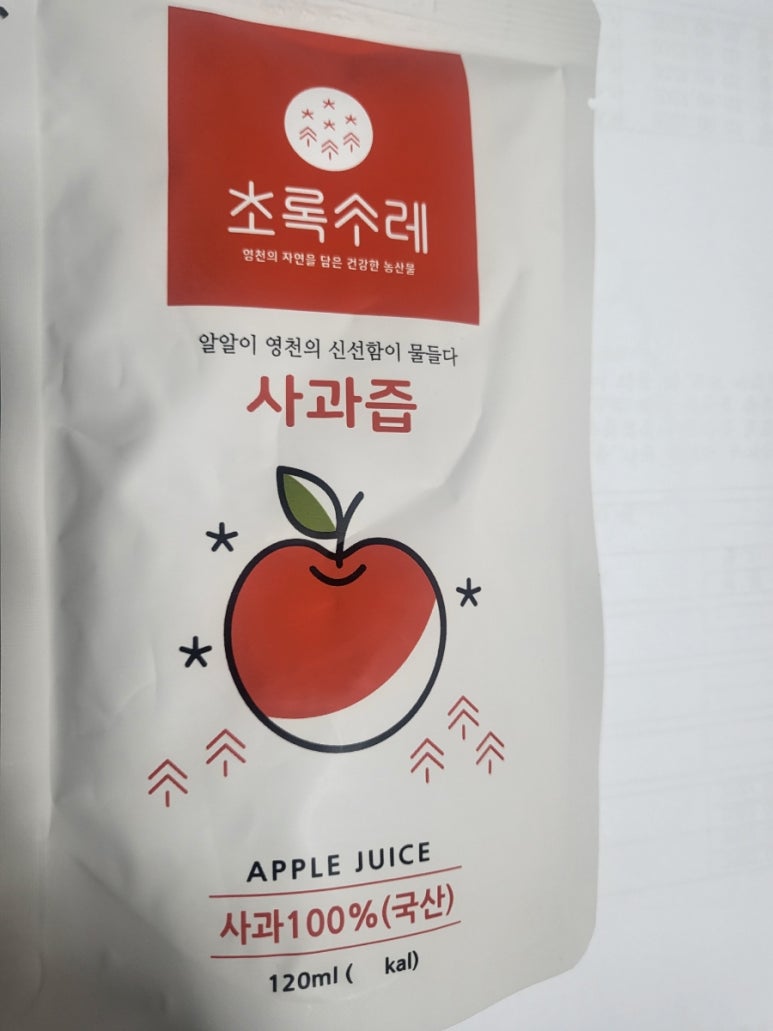 초록수레
영천의 자연을 담은 건강한 농산물
알알이 영천의 신선함이 물들다
사과즙
APPLE JUICE
사과100%(국산)
120ml ( kal)